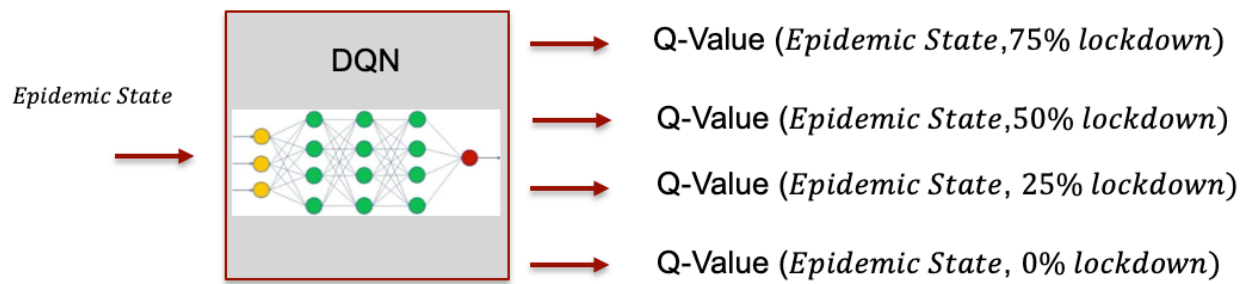 DQN
Epidemic State
Q-Value (Epidemic State,75% lockdown)
Q-Value (Epidemic State,50% lockdown)
Q-Value (Epidemic State, 25% lockdown)
Q-Value (Epidemic State, 0% lockdown)